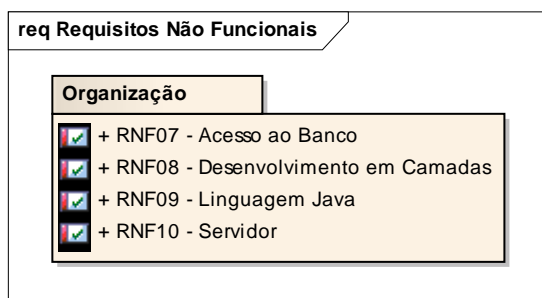 req Requisitos Não Funcionais
Organização
+ RNF07 - Acesso ao Banco
+ RNF08 - Desenvolvimento em Camadas
+ RNF09 - Linguagem Java
+ RNF10 - Servidor